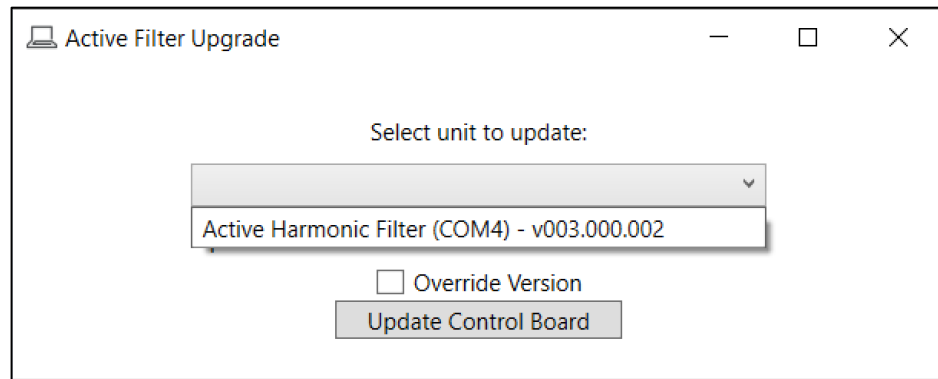 Active Filter Upgrade
Select unit to update:
Active Harmonic Filter (COM4) - v003.000.002
Override Version
Update Control Board